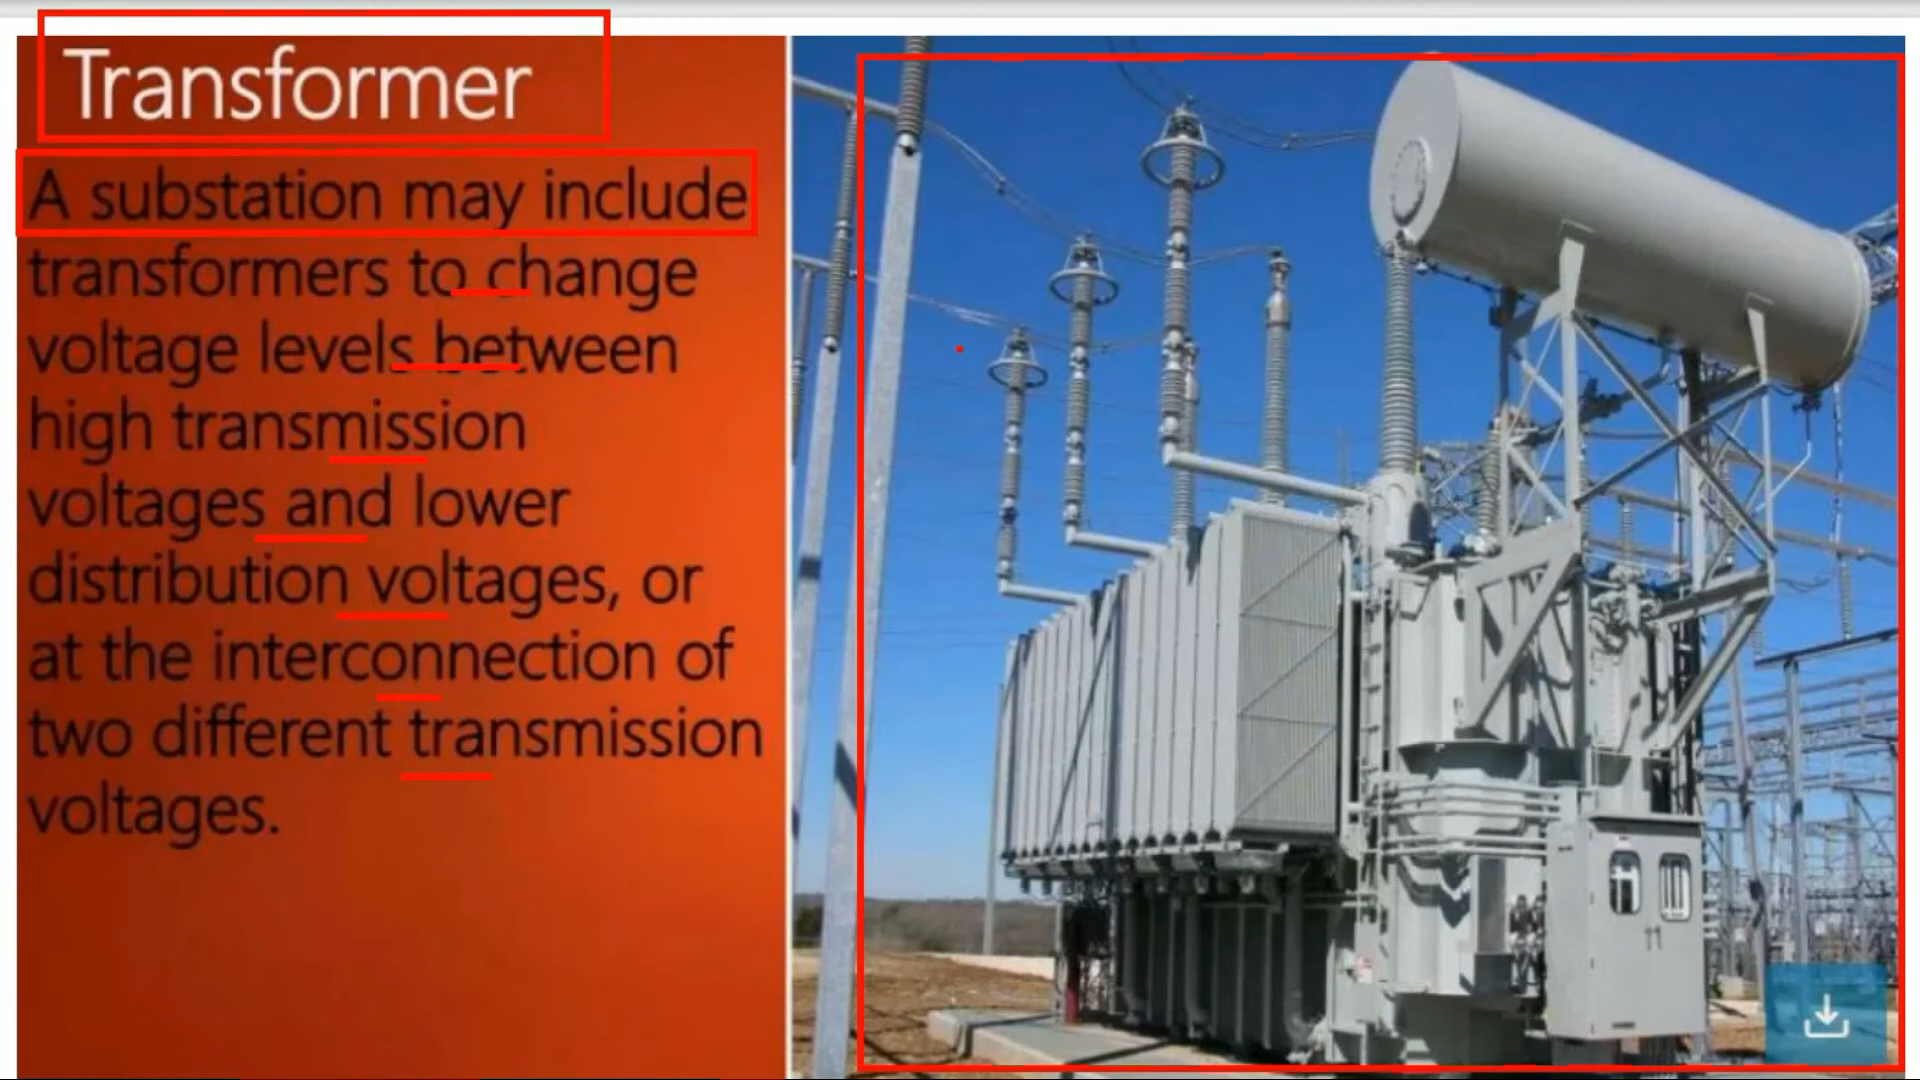 Transformer
A substation may include
transformers to change
voltage levels between
high transmission
voltages and lower
distribution voltages, or
at the interconnection of
two different transmission
voltages.